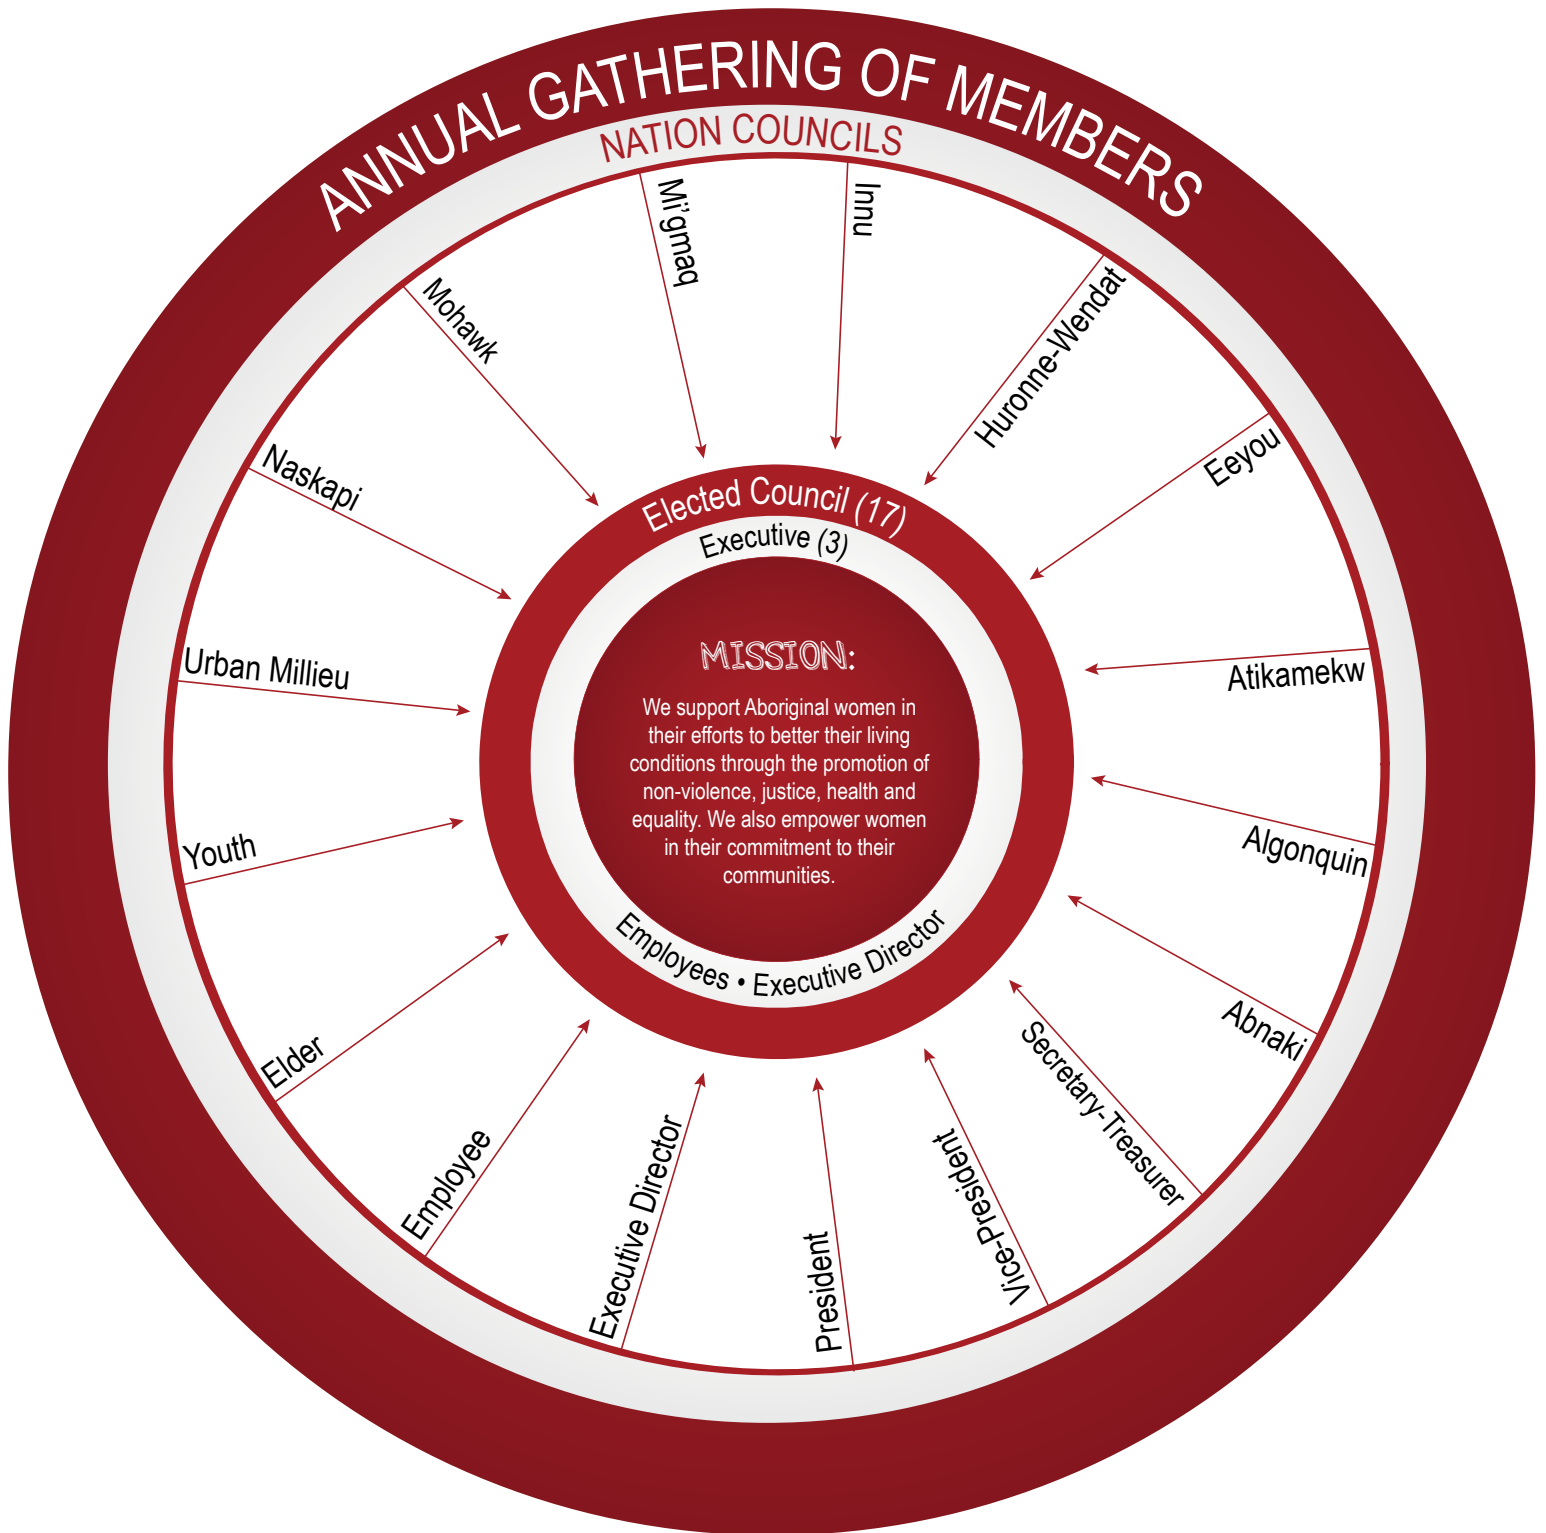 ANNUAL GATHERING OF MEMBERS
NATION COUNCILS
Mi'gmaq
Innu
Huronne-Wendat
Eeyou
Atikamekw
Algonquin
Abnaki
Secretary-Treasurer
Vice-President
President
Executive Director
Employee
Elder
Youth
Urban Millieu
Naskapi
Mohawk
Elected Council (17)
Executive (3)
MISSION:
We support Aboriginal women in
their efforts to better their living
conditions through the promotion of
non-violence, justice, health and
equality. We also empower women
in their commitment to their
communities.
Employees • Executive Director